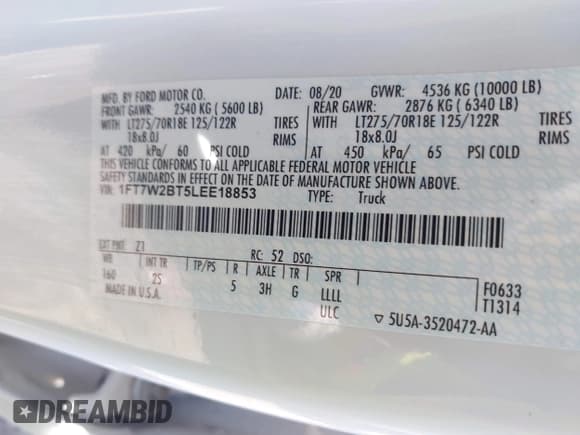 MFD. BY FORD MOTOR CO.
DATE: 08/20 GVWR: 4536 KG (10000 LB)
FRONT GAWR: 2540 KG (5600 LB) REAR GAWR: 2876 KG (6340 LB)
WITH LT275/70R18E 125/122R TIRES WITH LT275/70R18E 125/122R TIRES
18x8.0J RIMS 18x8.0J RIMS
AT 420 kPa/ 60 PSI COLD AT 450 kPa/ 65 PSI COLD
THIS VEHICLE CONFORMS TO ALL APPLICABLE FEDERAL MOTOR VEHICLE
SAFETY STANDARDS IN EFFECT ON THE DATE OF MANUFACTURE SHOWN ABOVE.
VIN: 1FT7W2BT5LEE18853 TYPE: Truck
EXT PNT: Z1 RC: 52 DSO:
WB INT TR TP/PS R AXLE TR SPR
160 2S 5 3H G LLLL
ULC
F0633
T1314
MADE IN U.S.A. 5U5A-3520472-AA
DREAMBID